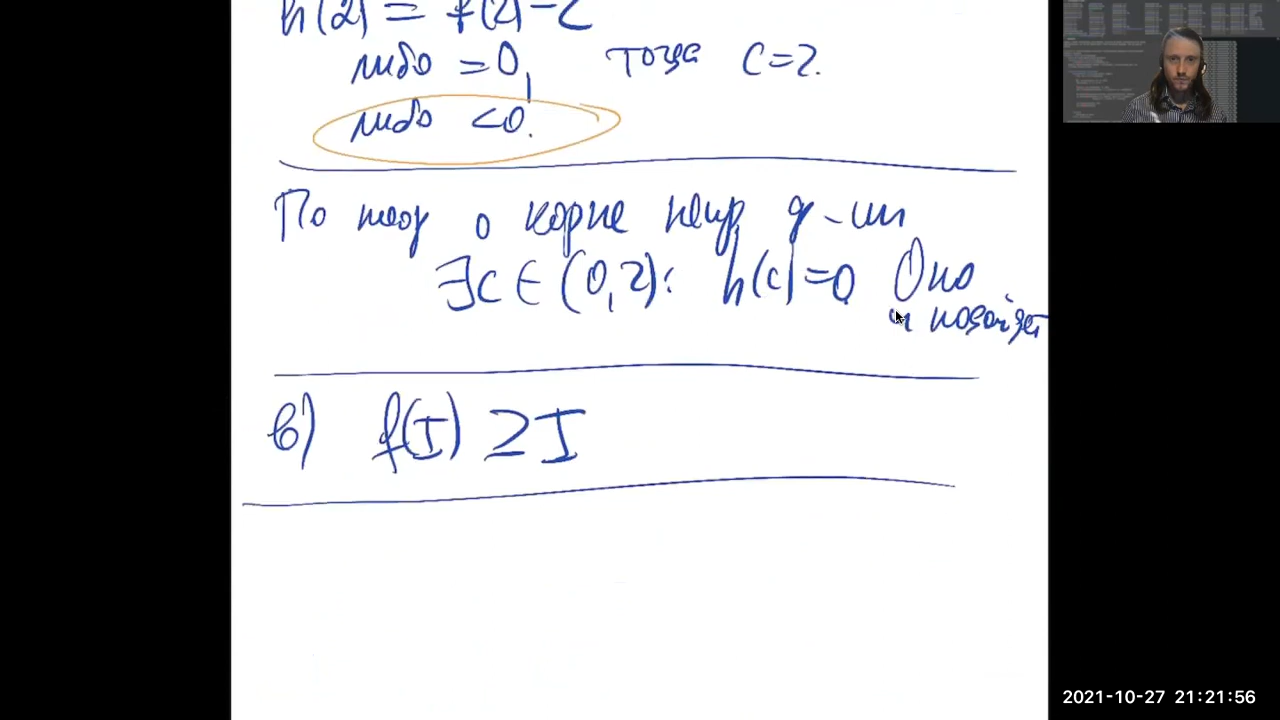 h(2) = f(2) - 2
либо = 0, тогда c=2.
либо < 0.
По теор о корне непр ф-ии
∃c ∈ (0,2): h(c)=0 Оно
и подойдёт
в) f(I) ⊇ I
2021-10-27 21:21:56